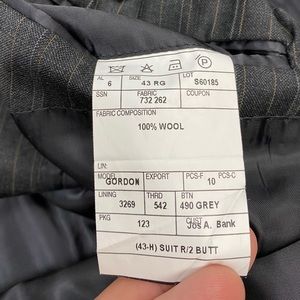 AL SIZE LOT
6 43 RG S60185
SSN FABRIC COUPON
732 262
FABRIC COMPOSITION
100% WOOL
LIN:
MODEL EXPORT PCS-F PCS-C
GORDON 10
LINING THRD BTN
3269 542 490 GREY
PKG PCS CUST
123 Jos A. Bank
(43-H) SUIT R/2 BUTT